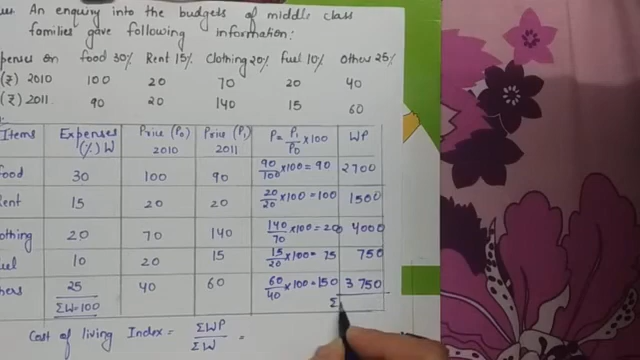 An enquiry into the budgets of middle class
families gave following information:
penses on food 30% Rent 15% Clothing 20% Fuel 10% Others 25%
(₹) 2010 100 20 70 20 40
(₹) 2011. 90 20 140 15 60
Items Expenses (%) W Price (P0) 2010 Price (P1) 2011 P = P1/P0 × 100 WP
food 30 100 90 90/100 × 100 = 90 2700
Rent 15 20 20 20/20 × 100 = 100 1500
othing 20 70 140 140/70 × 100 = 200 4000
uel 10 20 15 15/20 × 100 = 75 750
hers 25 40 60 60/40 × 100 = 150 3750
ΣW=100 Σ
Cost of living Index = ΣWP/ΣW =